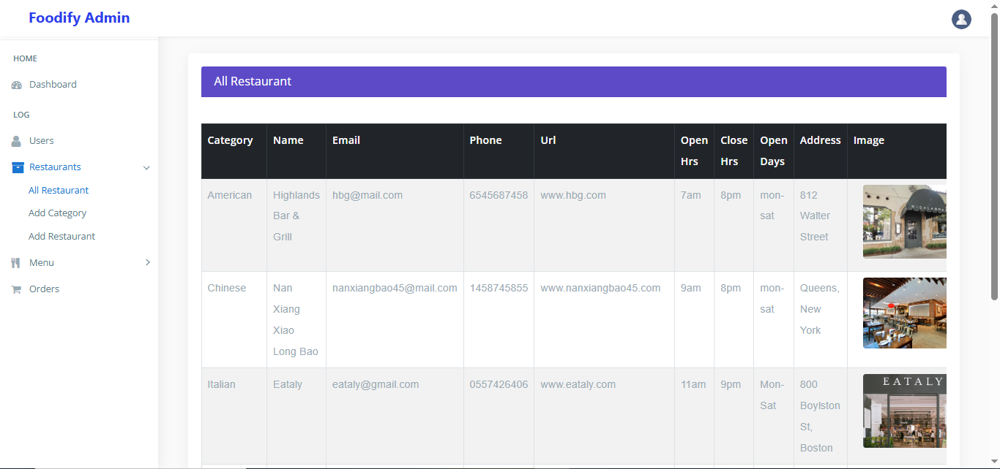 Foodify Admin
HOME
Dashboard
LOG
Users
Restaurants
All Restaurant
Add Category
Add Restaurant
Menu
Orders
All Restaurant
Category Name Email Phone Url Open Hrs Close Hrs Open Days Address Image
American Highlands Bar & Grill hbg@mail.com 6545687458 www.hbg.com 7am 8pm mon-sat 812 Walter Street
HIGHLANDS
Chinese Nan Xiang Xiao Long Bao nanxiangbao45@mail.com 1458745855 www.nanxiangbao45.com 9am 8pm mon-sat Queens, New York
Italian Eataly eataly@gmail.com 0557426406 www.eataly.com 11am 9pm Mon-Sat 800 Boylston St, Boston
EATALY